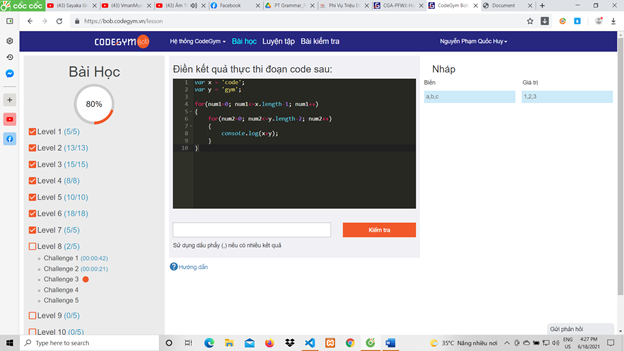 cốc cốc
(A3) Sayaka
(A3) VmanMu
(A3) Âm T
Facebook
PT Grammar_
Phi Vụ Triệu D
CGA-PFWJ: H
CodeGym Bob
Document
https://bob.codegym.vn/lesson
CODEGYM Bob
Hệ thống CodeGym
Bài học
Luyện tập
Bài kiểm tra
Nguyễn Phạm Quốc Huy
Bài Học
80%
Level 1 (5/5)
Level 2 (13/13)
Level 3 (15/15)
Level 4 (8/8)
Level 5 (10/10)
Level 6 (18/18)
Level 7 (5/5)
Level 8 (2/5)
Challenge 1 (00:00:42)
Challenge 2 (00:00:21)
Challenge 3
Challenge 4
Challenge 5
Level 9 (0/5)
Level 10 (0/5)
Điền kết quả thực thi đoạn code sau:
1 var x = 'code';
2 var y = 'gym';
3
4 for(num1=0; num1<=x.length-1; num1++)
5 {
6 for(num2=0; num2<=y.length-2; num2++)
7 {
8 console.log(x+y);
9 }
10 }
Kiểm tra
Sử dụng dấu phẩy (,) nếu có nhiều kết quả
Hướng dẫn
Nháp
Biến Giá trị
a,b,c 1,2,3
Gửi phản hồi
Type here to search
35°C Nắng nhiều nơi
ENG
US
4:27 PM
6/18/2021